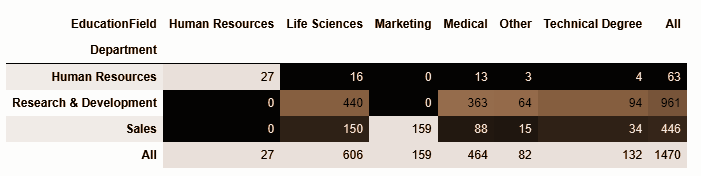 EducationField Human Resources Life Sciences Marketing Medical Other Technical Degree All
Department
Human Resources 27 16 0 13 3 4 63
Research & Development 0 440 0 363 64 94 961
Sales 0 150 159 88 15 34 446
All 27 606 159 464 82 132 1470